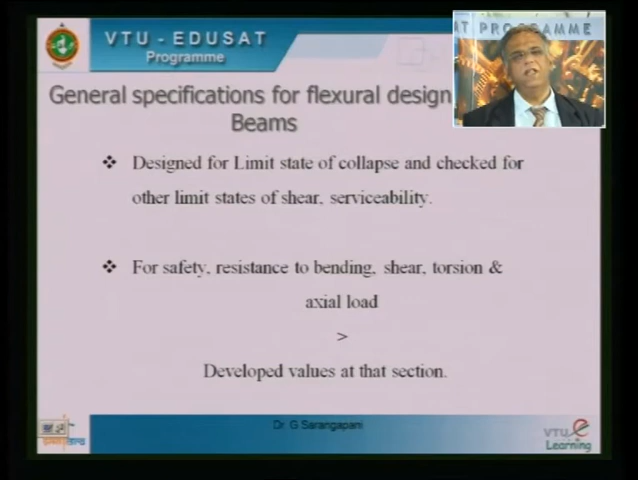 VTU - EDUSAT
Programme
AT PROGRAMME
General specifications for flexural design
Beams
❖ Designed for Limit state of collapse and checked for
other limit states of shear, serviceability.
❖ For safety, resistance to bending, shear, torsion &
axial load
>
Developed values at that section.
Dr. G Sarangapani
VTU e
Learning